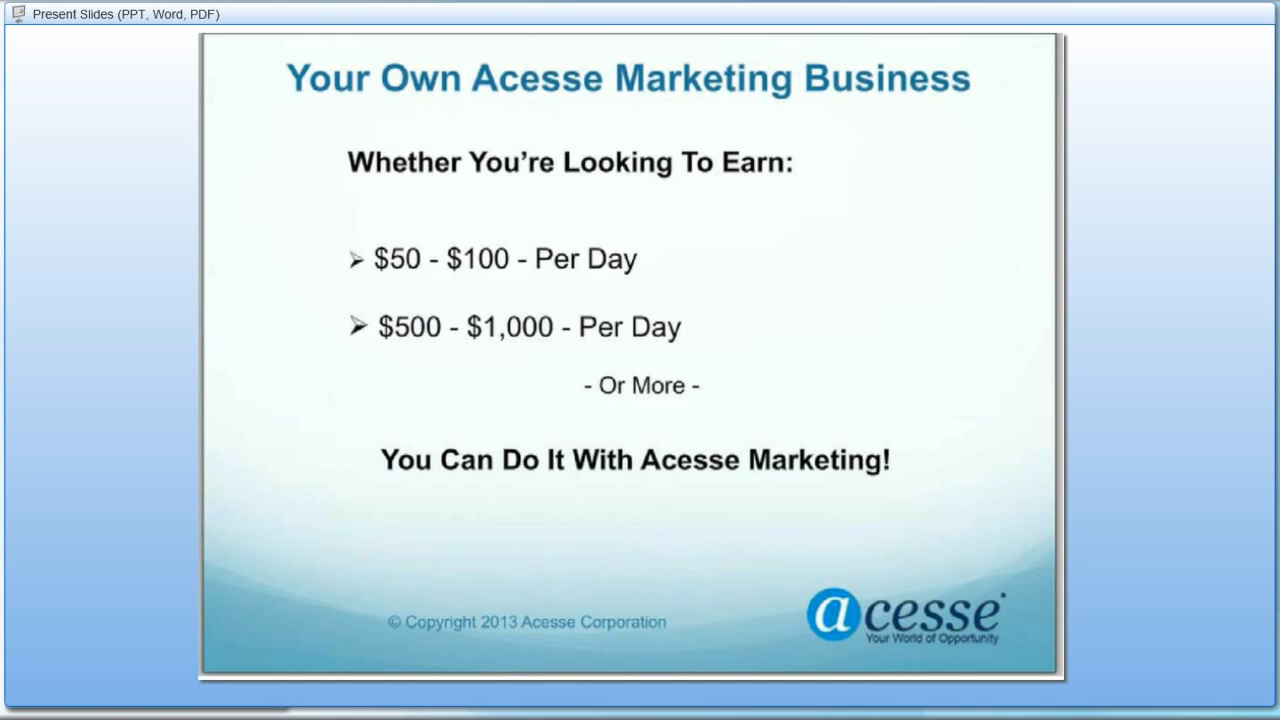 Present Slides (PPT, Word, PDF)
Your Own Acesse Marketing Business
Whether You're Looking To Earn:
➢ $50 - $100 - Per Day
➢ $500 - $1,000 - Per Day
- Or More -
You Can Do It With Acesse Marketing!
© Copyright 2013 Acesse Corporation
acesse
Your World of Opportunity